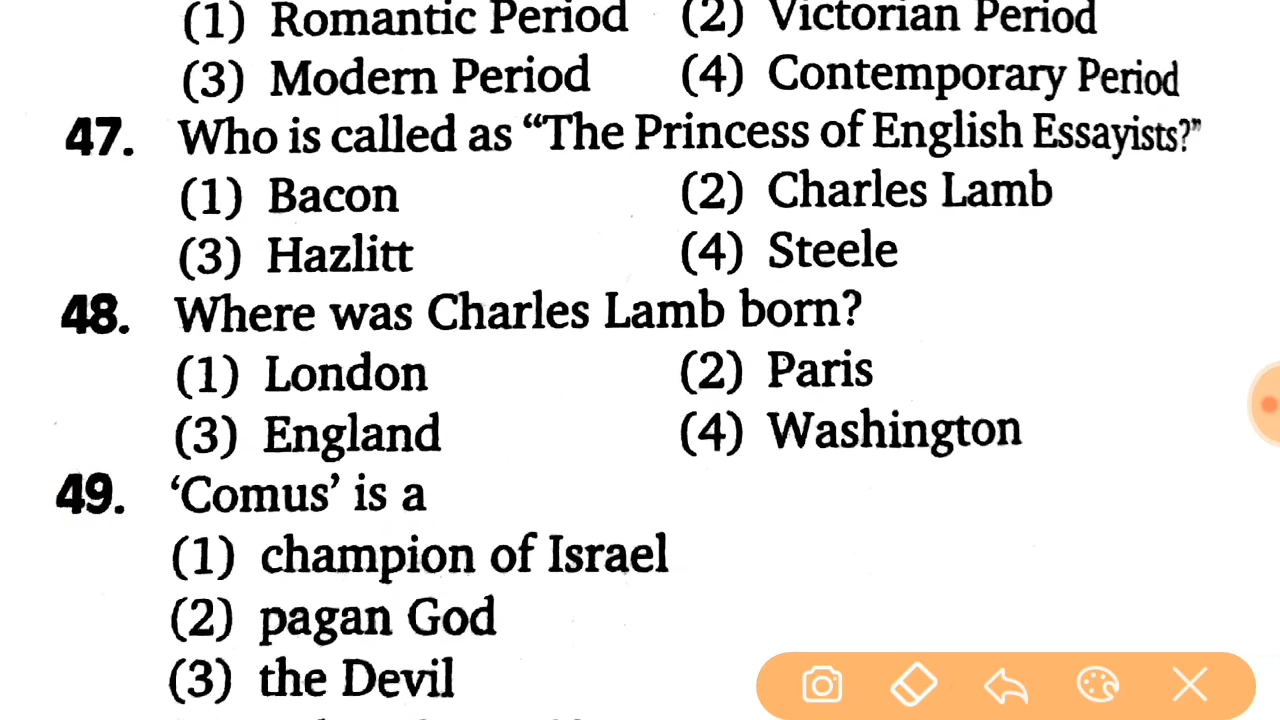 (1) Romantic Period (2) Victorian Period
(3) Modern Period (4) Contemporary Period
47. Who is called as “The Princess of English Essayists?”
(1) Bacon (2) Charles Lamb
(3) Hazlitt (4) Steele
48. Where was Charles Lamb born?
(1) London (2) Paris
(3) England (4) Washington
49. ‘Comus’ is a
(1) champion of Israel
(2) pagan God
(3) the Devil